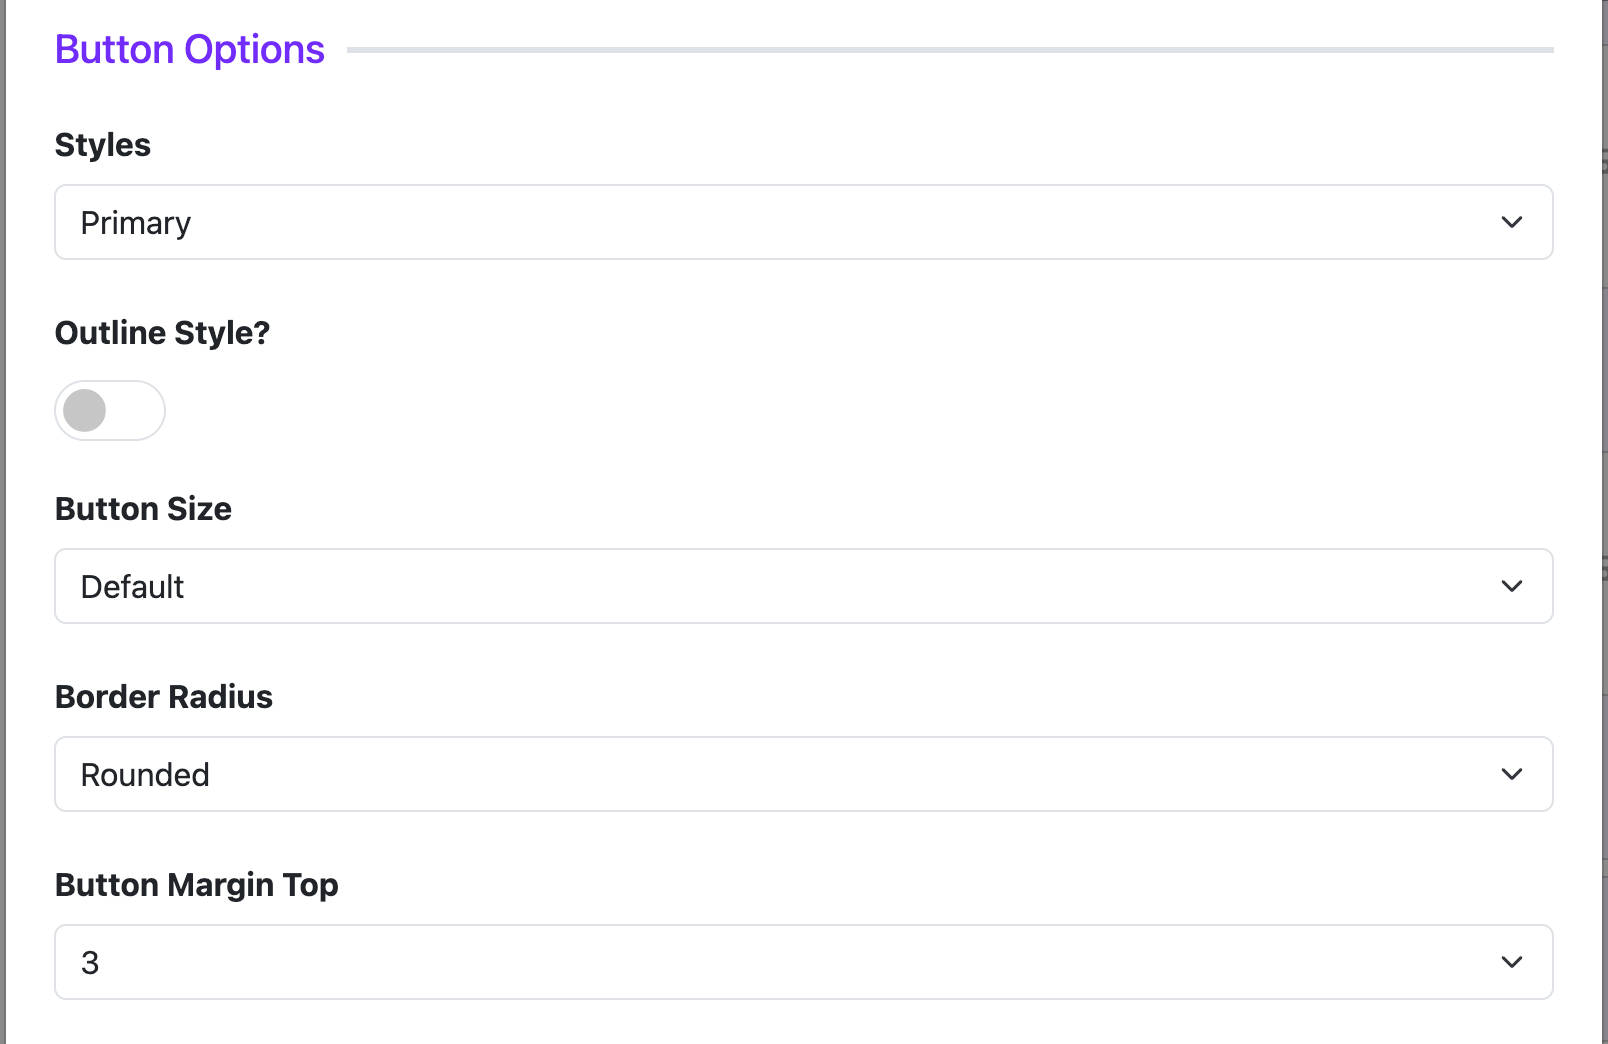 Button Options
Styles
Primary
Outline Style?
Button Size
Default
Border Radius
Rounded
Button Margin Top
3